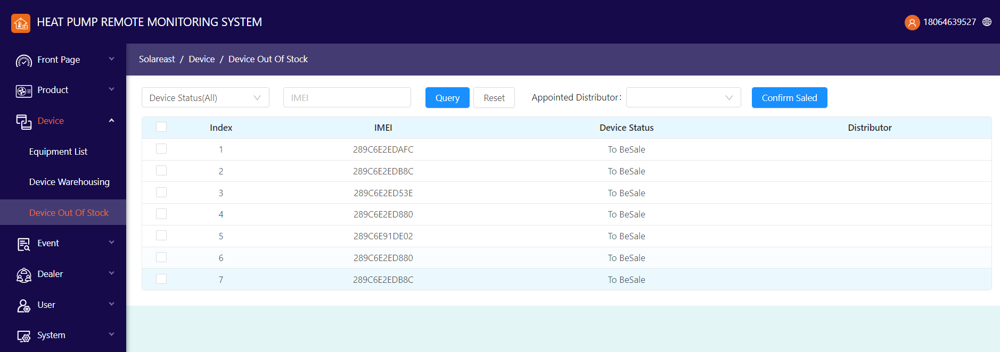 HEAT PUMP REMOTE MONITORING SYSTEM
18064639527
Front Page
Product
Device
Equipment List
Device Warehousing
Device Out Of Stock
Event
Dealer
User
System
Solareast / Device / Device Out Of Stock
Device Status(All) IMEI Query Reset Appointed Distributor: Confirm Saled
Index IMEI Device Status Distributor
1 289C6E2EDAFC To BeSale
2 289C6E2EDB8C To BeSale
3 289C6E2ED53E To BeSale
4 289C6E2ED880 To BeSale
5 289C6E91DE02 To BeSale
6 289C6E2ED880 To BeSale
7 289C6E2EDB8C To BeSale